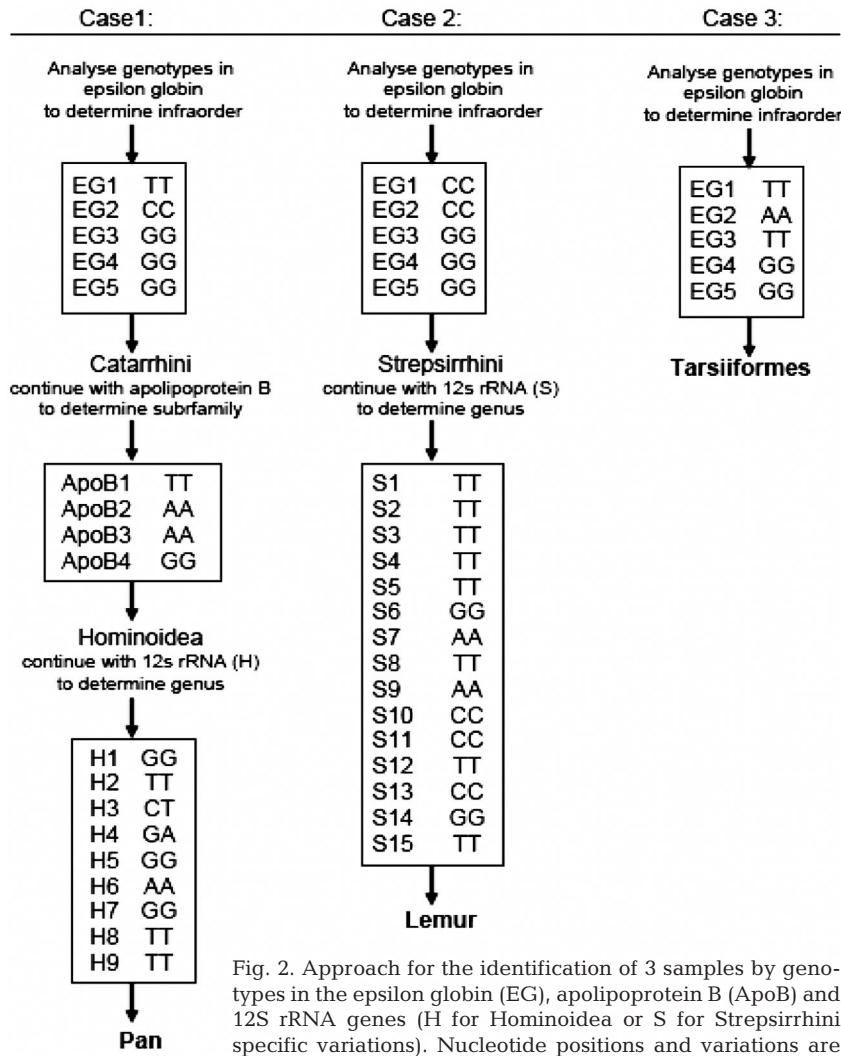 Case1:
Analyse genotypes in
epsilon globin
to determine infraorder
EG1 TT
EG2 CC
EG3 GG
EG4 GG
EG5 GG
Catarrhini
continue with apolipoprotein B
to determine subrfamily
ApoB1 TT
ApoB2 AA
ApoB3 AA
ApoB4 GG
Hominoidea
continue with 12s rRNA (H)
to determine genus
H1 GG
H2 TT
H3 CT
H4 GA
H5 GG
H6 AA
H7 GG
H8 TT
H9 TT
Pan
Case 2:
Analyse genotypes in
epsilon globin
to determine infraorder
EG1 CC
EG2 CC
EG3 GG
EG4 GG
EG5 GG
Strepsirrhini
continue with 12s rRNA (S)
to determine genus
S1 TT
S2 TT
S3 TT
S4 TT
S5 TT
S6 GG
S7 AA
S8 TT
S9 AA
S10 CC
S11 CC
S12 TT
S13 CC
S14 GG
S15 TT
Lemur
Case 3:
Analyse genotypes in
epsilon globin
to determine infraorder
EG1 TT
EG2 AA
EG3 TT
EG4 GG
EG5 GG
Tarsiiformes
Fig. 2. Approach for the identification of 3 samples by geno-
types in the epsilon globin (EG), apolipoprotein B (ApoB) and
12S rRNA genes (H for Hominoidea or S for Strepsirrhini
specific variations). Nucleotide positions and variations are